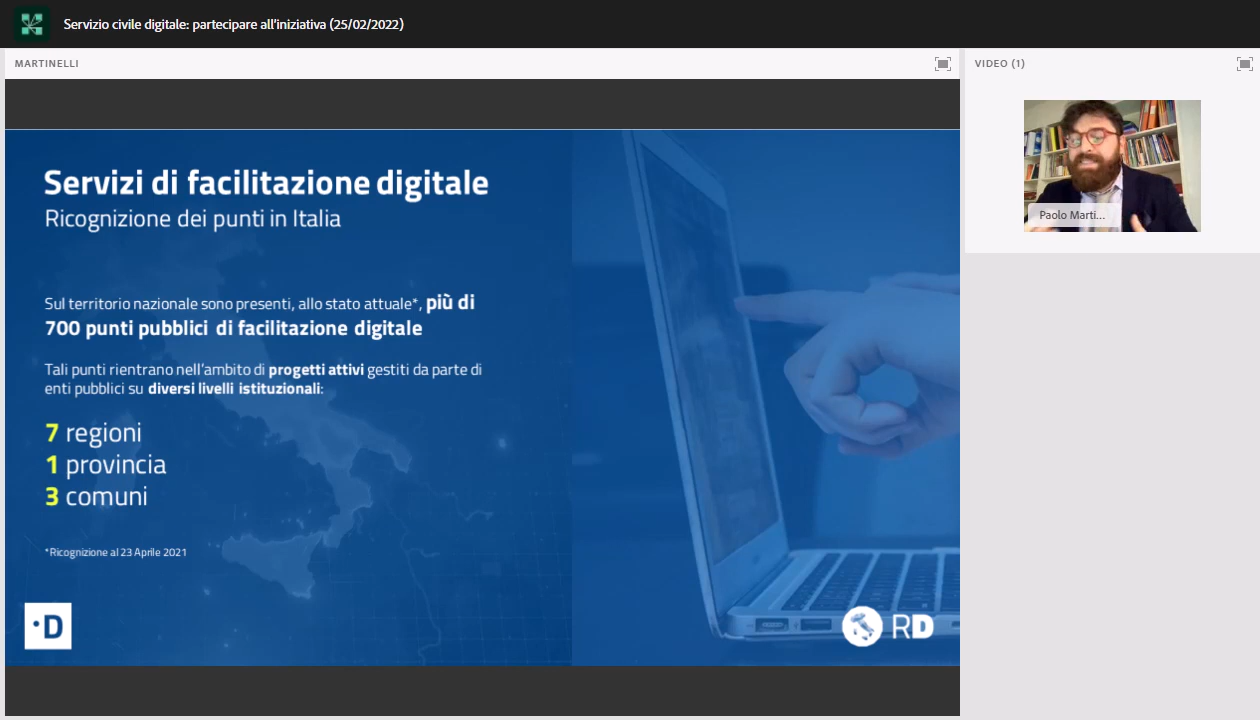 Servizio civile digitale: partecipare all'iniziativa (25/02/2022)
MARTINELLI
VIDEO (1)
Servizi di facilitazione digitale
Ricognizione dei punti in Italia
Sul territorio nazionale sono presenti, allo stato attuale*, più di
700 punti pubblici di facilitazione digitale
Tali punti rientrano nell'ambito di progetti attivi gestiti da parte di
enti pubblici su diversi livelli istituzionali:
7 regioni
1 provincia
3 comuni
*Ricognizione al 23 Aprile 2021
·D
RD
Paolo Marti...